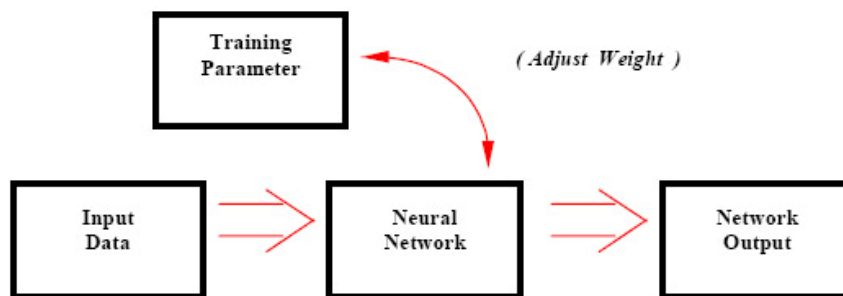 Training
Parameter
( Adjust Weight )
Input
Data
Neural
Network
Network
Output